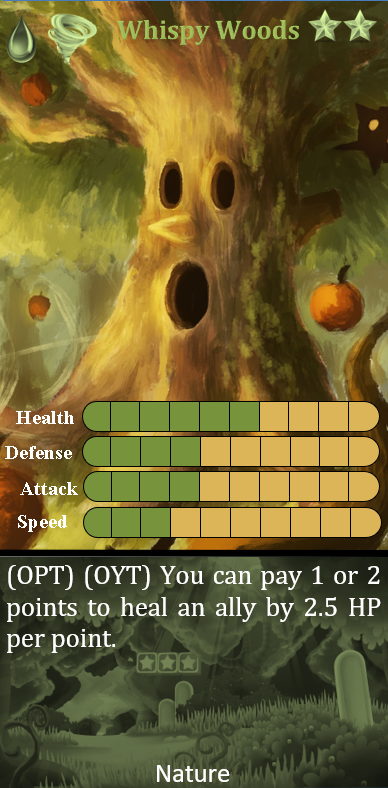 Whispy Woods
Health
Defense
Attack
Speed
(OPT) (OYT) You can pay 1 or 2
points to heal an ally by 2.5 HP
per point.
Nature